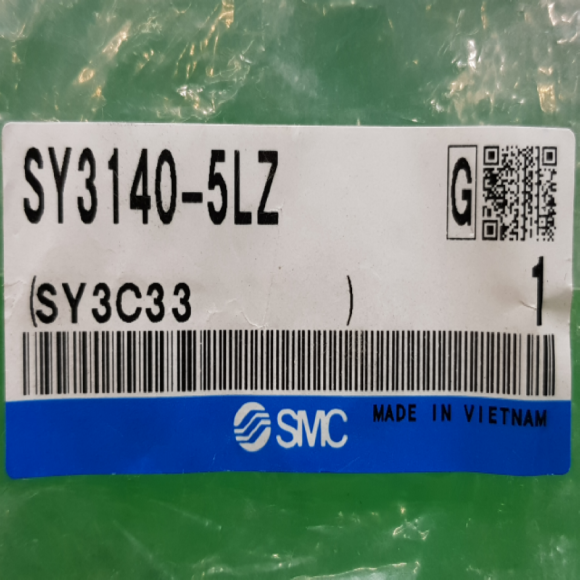 SY3140-5LZ
G
(SY3C33 )
1
SMC
MADE IN VIETNAM